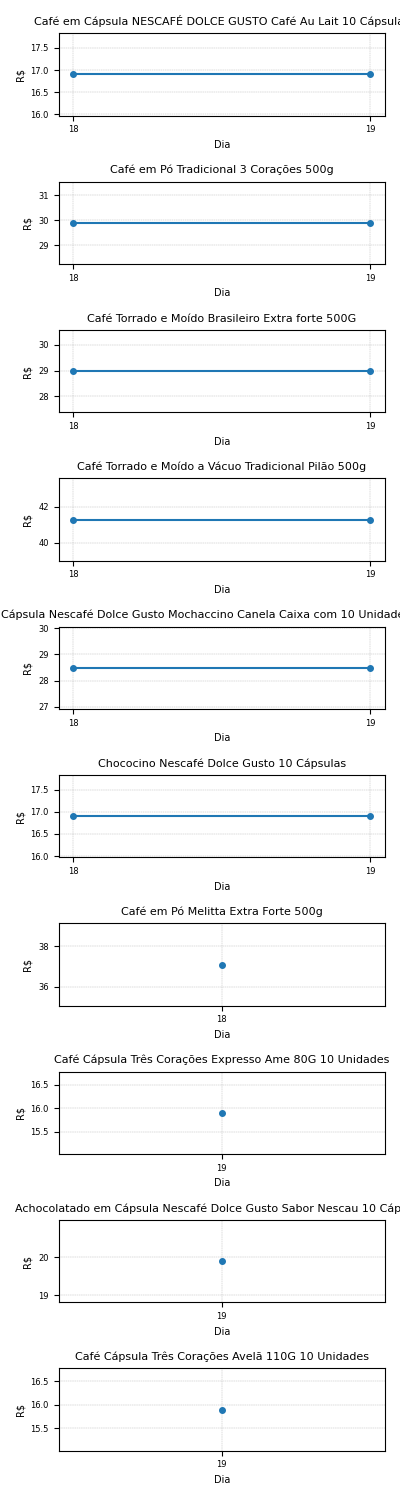 Café em Cápsula NESCAFÉ DOLCE GUSTO Café Au Lait 10 Cápsula
17.5
17.0
16.5
16.0
R$
18 19
Dia
Café em Pó Tradicional 3 Corações 500g
31
30
29
R$
18 19
Dia
Café Torrado e Moído Brasileiro Extra forte 500G
30
29
28
R$
18 19
Dia
Café Torrado e Moído a Vácuo Tradicional Pilão 500g
42
40
R$
18 19
Dia
Cápsula Nescafé Dolce Gusto Mochaccino Canela Caixa com 10 Unidade
30
29
28
27
R$
18 19
Dia
Chococino Nescafé Dolce Gusto 10 Cápsulas
17.5
17.0
16.5
16.0
R$
18 19
Dia
Café em Pó Melitta Extra Forte 500g
38
36
R$
18
Dia
Café Cápsula Três Corações Expresso Ame 80G 10 Unidades
16.5
16.0
15.5
R$
19
Dia
Achocolatado em Cápsula Nescafé Dolce Gusto Sabor Nescau 10 Cáp
20
19
R$
19
Dia
Café Cápsula Três Corações Avelã 110G 10 Unidades
16.5
16.0
15.5
R$
19
Dia